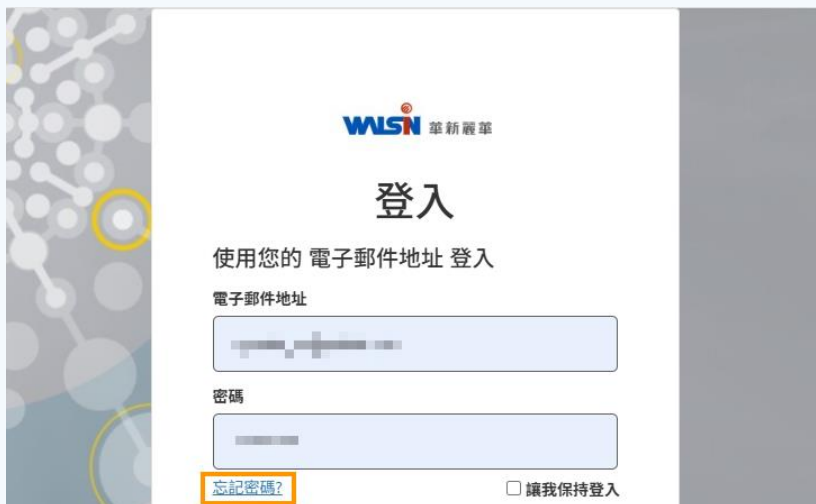 WALSIN 華新麗華
登入
使用您的 電子郵件地址 登入
電子郵件地址
密碼
忘記密碼?
讓我保持登入